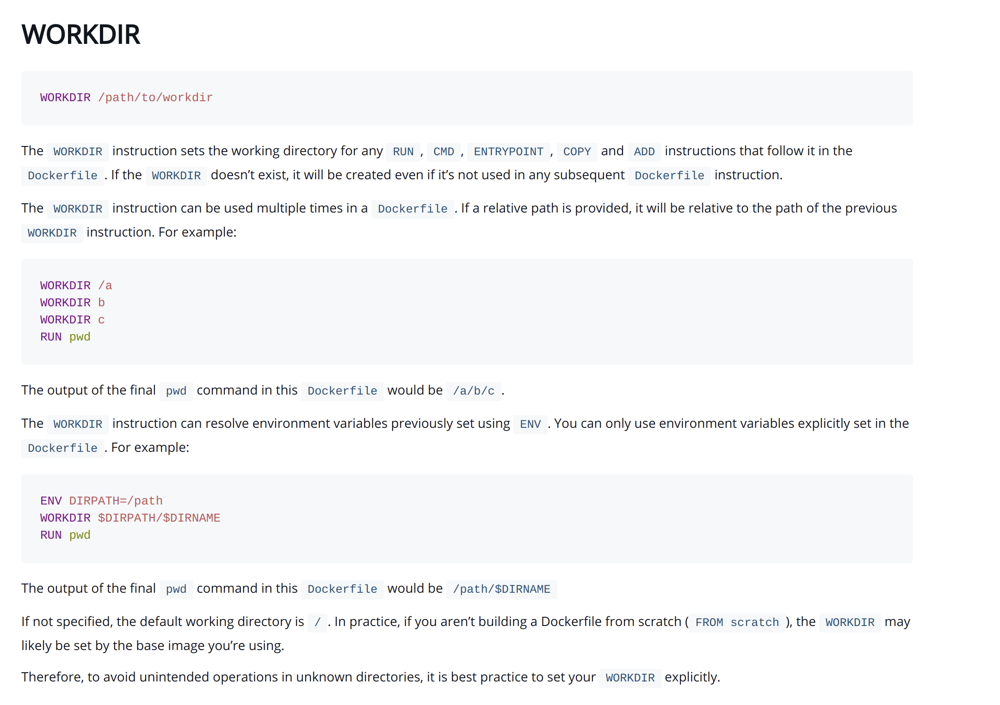 WORKDIR
WORKDIR /path/to/workdir
The WORKDIR instruction sets the working directory for any RUN , CMD , ENTRYPOINT , COPY and ADD instructions that follow it in the
Dockerfile . If the WORKDIR doesn’t exist, it will be created even if it’s not used in any subsequent Dockerfile instruction.
The WORKDIR instruction can be used multiple times in a Dockerfile . If a relative path is provided, it will be relative to the path of the previous
WORKDIR instruction. For example:
WORKDIR /a
WORKDIR b
WORKDIR c
RUN pwd
The output of the final pwd command in this Dockerfile would be /a/b/c .
The WORKDIR instruction can resolve environment variables previously set using ENV . You can only use environment variables explicitly set in the
Dockerfile . For example:
ENV DIRPATH=/path
WORKDIR $DIRPATH/$DIRNAME
RUN pwd
The output of the final pwd command in this Dockerfile would be /path/$DIRNAME
If not specified, the default working directory is / . In practice, if you aren’t building a Dockerfile from scratch ( FROM scratch ), the WORKDIR may
likely be set by the base image you’re using.
Therefore, to avoid unintended operations in unknown directories, it is best practice to set your WORKDIR explicitly.